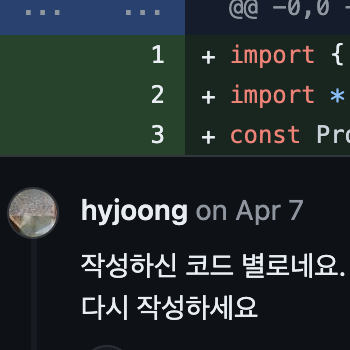 ... ... @@ -0,0
1 + import {
2 + import *
3 + const Pro
hyjoong on Apr 7
작성하신 코드 별로네요.
다시 작성하세요